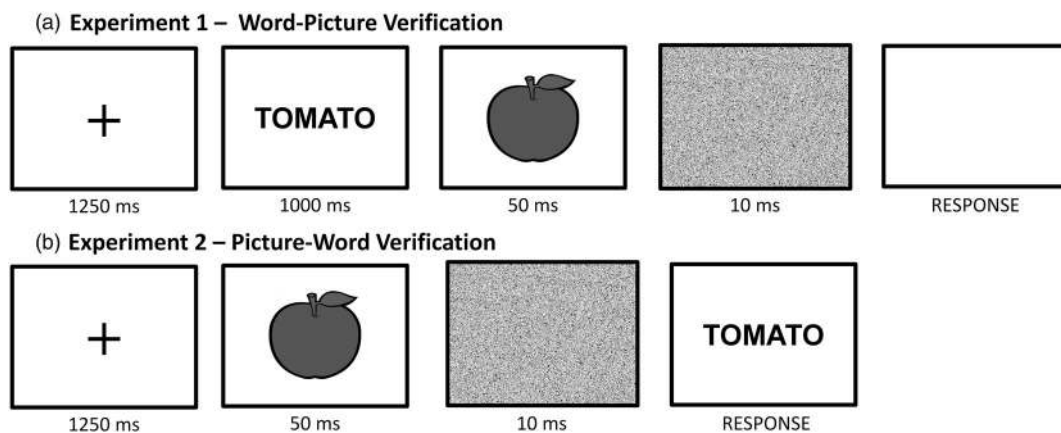 (a) Experiment 1 – Word-Picture Verification
TOMATO
1250 ms 1000 ms 50 ms 10 ms RESPONSE
(b) Experiment 2 – Picture-Word Verification
TOMATO
1250 ms 50 ms 10 ms RESPONSE